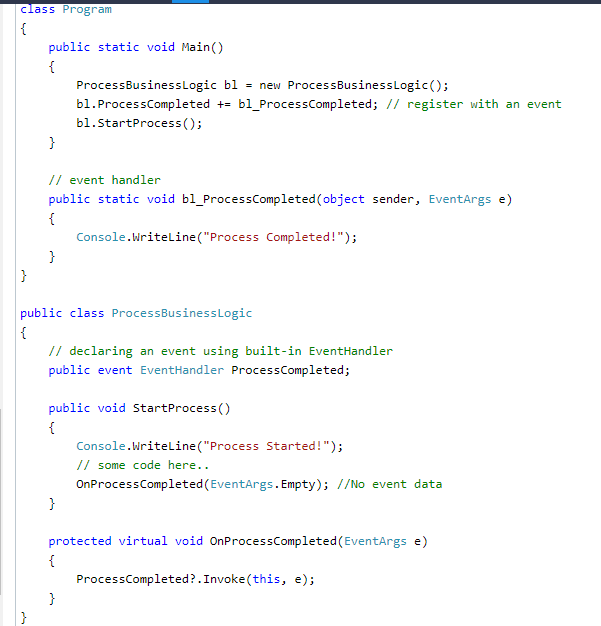 class Program
{
    public static void Main()
    {
        ProcessBusinessLogic bl = new ProcessBusinessLogic();
        bl.ProcessCompleted += bl_ProcessCompleted; // register with an event
        bl.StartProcess();
    }

    // event handler
    public static void bl_ProcessCompleted(object sender, EventArgs e)
    {
        Console.WriteLine("Process Completed!");
    }
}

public class ProcessBusinessLogic
{
    // declaring an event using built-in EventHandler
    public event EventHandler ProcessCompleted;

    public void StartProcess()
    {
        Console.WriteLine("Process Started!");
        // some code here..
        OnProcessCompleted(EventArgs.Empty); //No event data
    }

    protected virtual void OnProcessCompleted(EventArgs e)
    {
        ProcessCompleted?.Invoke(this, e);
    }
}